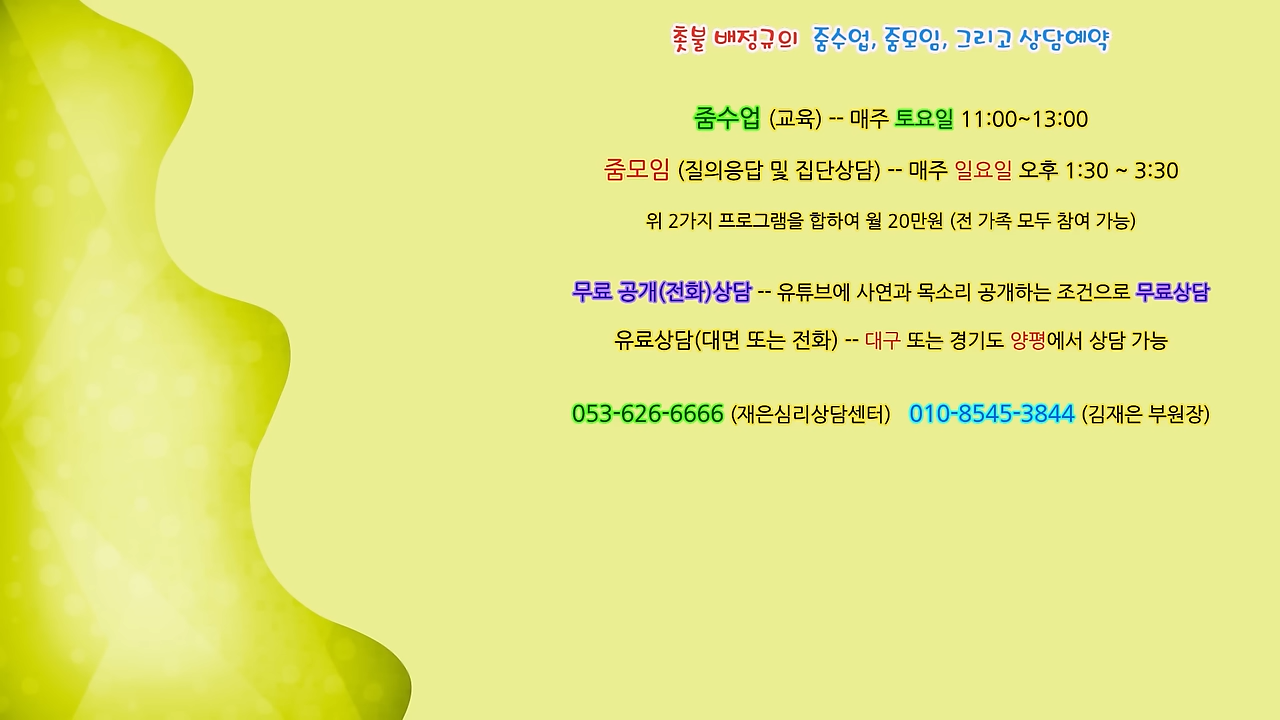 촛불 배정규의 줌수업, 줌모임, 그리고 상담예약
줌수업 (교육) -- 매주 토요일 11:00~13:00
줌모임 (질의응답 및 집단상담) -- 매주 일요일 오후 1:30 ~ 3:30
위 2가지 프로그램을 합하여 월 20만원 (전 가족 모두 참여 가능)
무료 공개(전화)상담 -- 유튜브에 사연과 목소리 공개하는 조건으로 무료상담
유료상담(대면 또는 전화) -- 대구 또는 경기도 양평에서 상담 가능
053-626-6666 (재은심리상담센터) 010-8545-3844 (김재은 부원장)